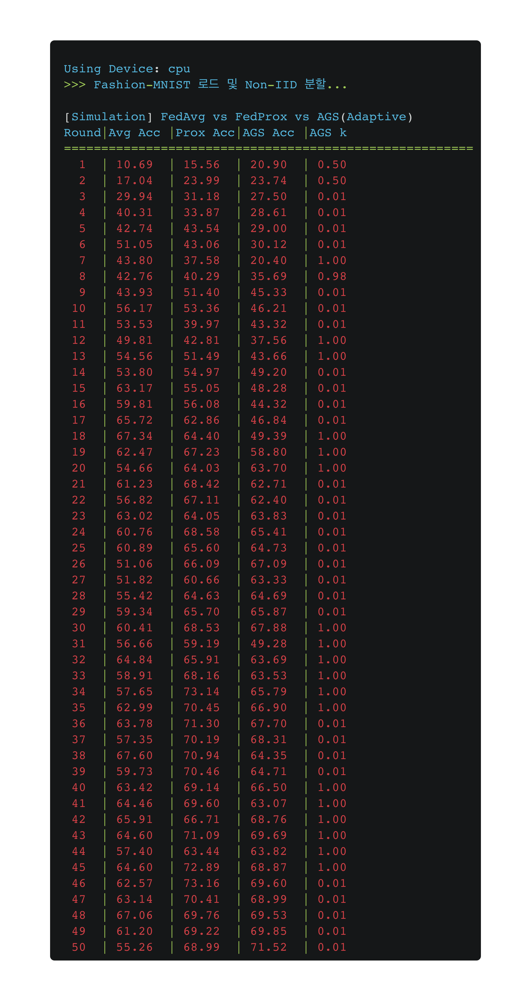 Using Device: cpu
>>> Fashion-MNIST 로드 및 Non-IID 분할...
[Simulation] FedAvg vs FedProx vs AGS(Adaptive)
Round|Avg Acc |Prox Acc|AGS Acc |AGS k
=======================================================
1 | 10.69 | 15.56 | 20.90 | 0.50
2 | 17.04 | 23.99 | 23.74 | 0.50
3 | 29.94 | 31.18 | 27.50 | 0.01
4 | 40.31 | 33.87 | 28.61 | 0.01
5 | 42.74 | 43.54 | 29.00 | 0.01
6 | 51.05 | 43.06 | 30.12 | 0.01
7 | 43.80 | 37.58 | 20.40 | 1.00
8 | 42.76 | 40.29 | 35.69 | 0.98
9 | 43.93 | 51.40 | 45.33 | 0.01
10 | 56.17 | 53.36 | 46.21 | 0.01
11 | 53.53 | 39.97 | 43.32 | 0.01
12 | 49.81 | 42.81 | 37.56 | 1.00
13 | 54.56 | 51.49 | 43.66 | 1.00
14 | 53.80 | 54.97 | 49.20 | 0.01
15 | 63.17 | 55.05 | 48.28 | 0.01
16 | 59.81 | 56.08 | 44.32 | 0.01
17 | 65.72 | 62.86 | 46.84 | 0.01
18 | 67.34 | 64.40 | 49.39 | 1.00
19 | 62.47 | 67.23 | 58.80 | 1.00
20 | 54.66 | 64.03 | 63.70 | 1.00
21 | 61.23 | 68.42 | 62.71 | 0.01
22 | 56.82 | 67.11 | 62.40 | 0.01
23 | 63.02 | 64.05 | 63.83 | 0.01
24 | 60.76 | 68.58 | 65.41 | 0.01
25 | 60.89 | 65.60 | 64.73 | 0.01
26 | 51.06 | 66.09 | 67.09 | 0.01
27 | 51.82 | 60.66 | 63.33 | 0.01
28 | 55.42 | 64.63 | 64.69 | 0.01
29 | 59.34 | 65.70 | 65.87 | 0.01
30 | 60.41 | 68.53 | 67.88 | 1.00
31 | 56.66 | 59.19 | 49.28 | 1.00
32 | 64.84 | 65.91 | 63.69 | 1.00
33 | 58.91 | 68.16 | 63.53 | 1.00
34 | 57.65 | 73.14 | 65.79 | 1.00
35 | 62.99 | 70.45 | 66.90 | 1.00
36 | 63.78 | 71.30 | 67.70 | 0.01
37 | 57.35 | 70.19 | 68.31 | 0.01
38 | 67.60 | 70.94 | 64.35 | 0.01
39 | 59.73 | 70.46 | 64.71 | 0.01
40 | 63.42 | 69.14 | 66.50 | 1.00
41 | 64.46 | 69.60 | 63.07 | 1.00
42 | 65.91 | 66.71 | 68.76 | 1.00
43 | 64.60 | 71.09 | 69.69 | 1.00
44 | 57.40 | 63.44 | 63.82 | 1.00
45 | 64.60 | 72.89 | 68.87 | 1.00
46 | 62.57 | 73.16 | 69.60 | 0.01
47 | 63.14 | 70.41 | 68.99 | 0.01
48 | 67.06 | 69.76 | 69.53 | 0.01
49 | 61.20 | 69.22 | 69.85 | 0.01
50 | 55.26 | 68.99 | 71.52 | 0.01